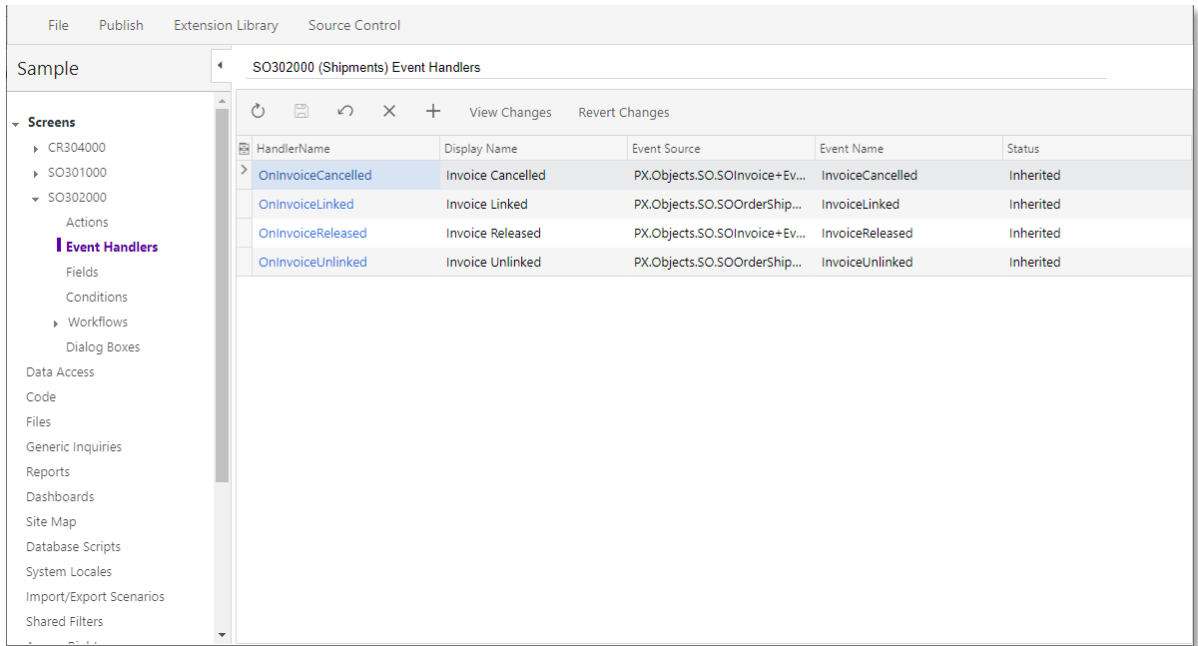 File Publish Extension Library Source Control
Sample
SO302000 (Shipments) Event Handlers
View Changes Revert Changes
Screens
CR304000
SO301000
SO302000
Actions
Event Handlers
Fields
Conditions
Workflows
Dialog Boxes
Data Access
Code
Files
Generic Inquiries
Reports
Dashboards
Site Map
Database Scripts
System Locales
Import/Export Scenarios
Shared Filters
HandlerName Display Name Event Source Event Name Status
OnInvoiceCancelled Invoice Cancelled PX.Objects.SO.SOInvoice+Ev... InvoiceCancelled Inherited
OnInvoiceLinked Invoice Linked PX.Objects.SO.SOOrderShip... InvoiceLinked Inherited
OnInvoiceReleased Invoice Released PX.Objects.SO.SOInvoice+Ev... InvoiceReleased Inherited
OnInvoiceUnlinked Invoice Unlinked PX.Objects.SO.SOOrderShip... InvoiceUnlinked Inherited